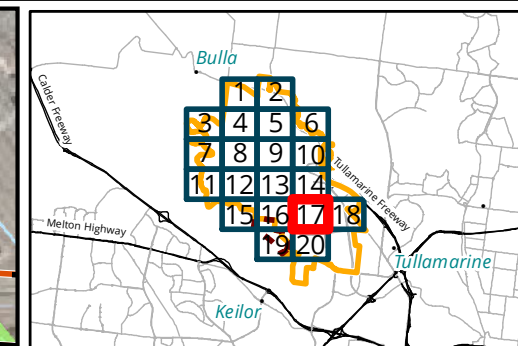 Bulla
1 2
3 4 5 6
7 8 9 10
11 12 13 14
15 16 17 18
19 20
Calder Freeway
Tullamarine Freeway
Melton Highway
Tullamarine
Keilor